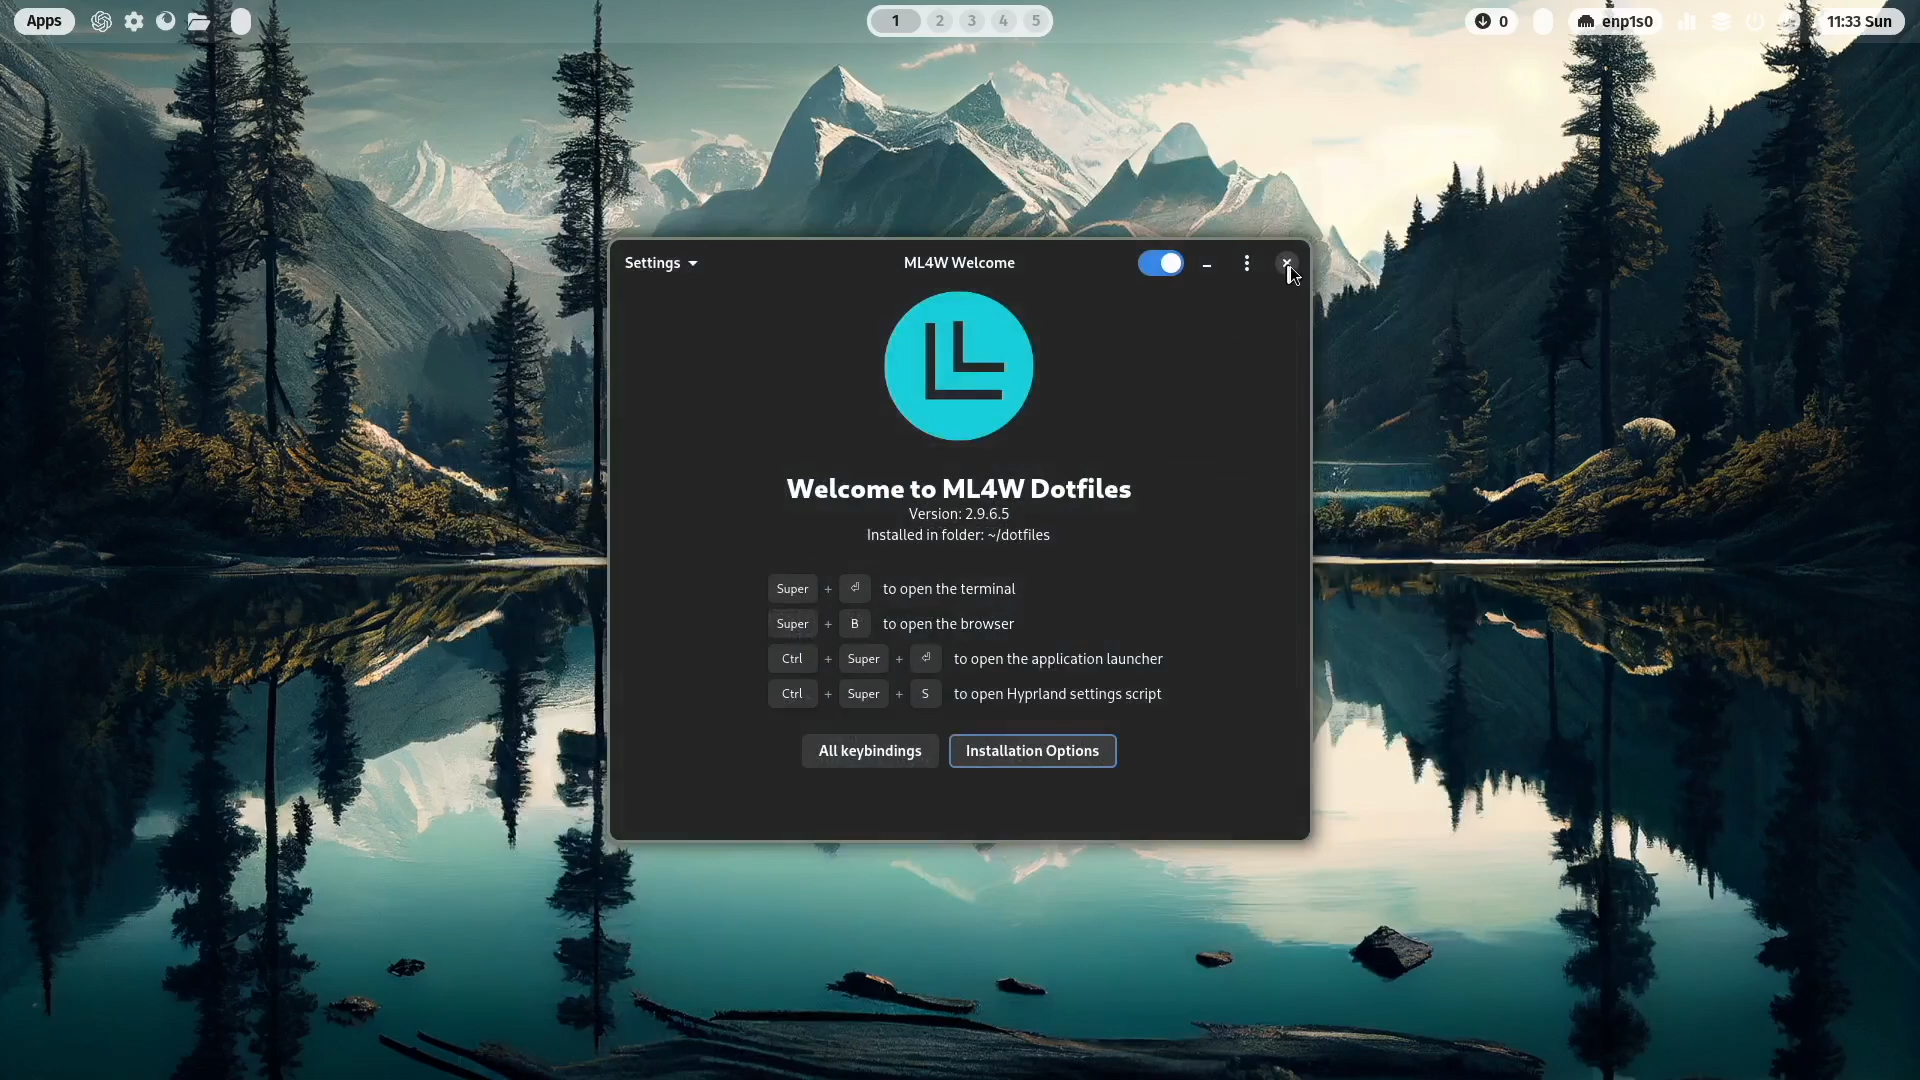 Apps
1 2 3 4 5
0
enp1s0
11:33 Sun
Settings
ML4W Welcome
Welcome to ML4W Dotfiles
Version: 2.9.6.5
Installed in folder: ~/dotfiles
Super + ⏎ to open the terminal
Super + B to open the browser
Ctrl + Super + ⏎ to open the application launcher
Ctrl + Super + S to open Hyprland settings script
All keybindings
Installation Options